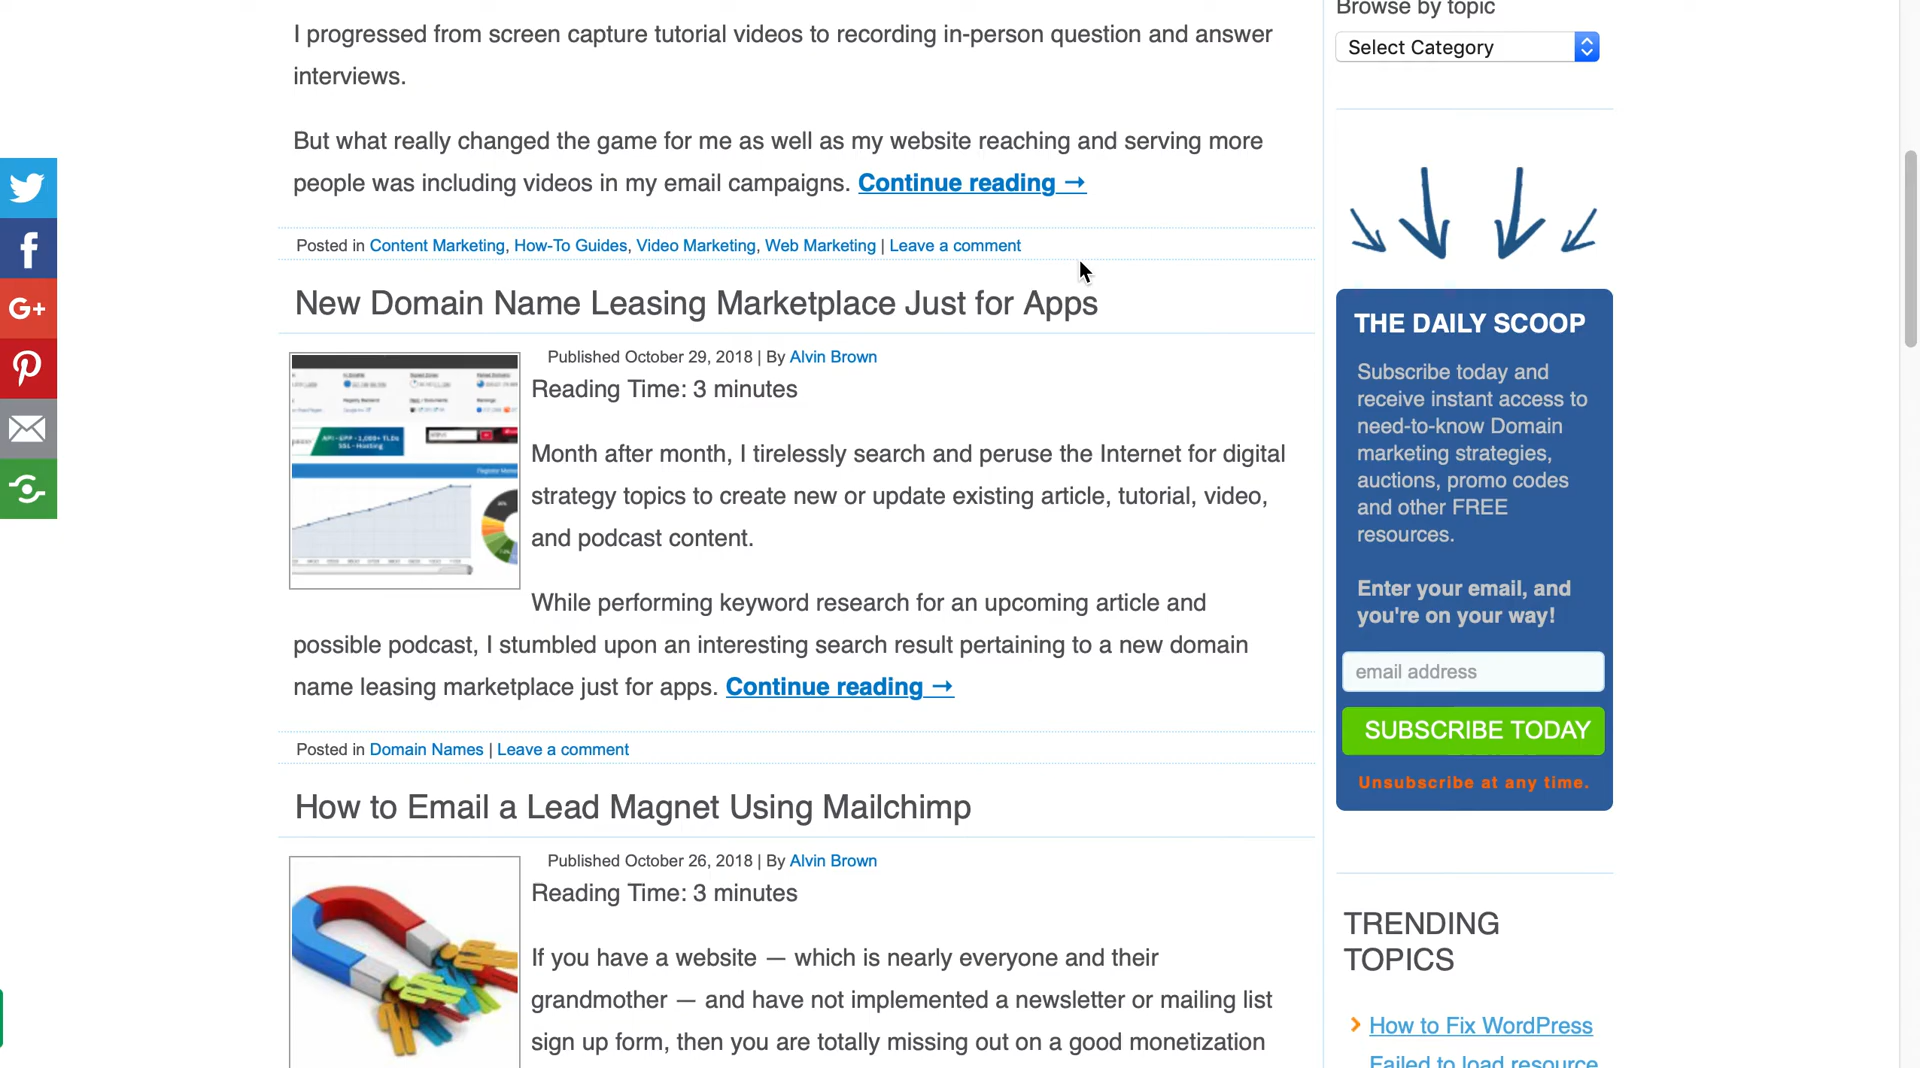 I progressed from screen capture tutorial videos to recording in-person question and answer
interviews.
But what really changed the game for me as well as my website reaching and serving more
people was including videos in my email campaigns. Continue reading →
Posted in Content Marketing, How-To Guides, Video Marketing, Web Marketing | Leave a comment
New Domain Name Leasing Marketplace Just for Apps
Published October 29, 2018 | By Alvin Brown
Reading Time: 3 minutes
Month after month, I tirelessly search and peruse the Internet for digital
strategy topics to create new or update existing article, tutorial, video,
and podcast content.
While performing keyword research for an upcoming article and
possible podcast, I stumbled upon an interesting search result pertaining to a new domain
name leasing marketplace just for apps. Continue reading →
Posted in Domain Names | Leave a comment
How to Email a Lead Magnet Using Mailchimp
Published October 26, 2018 | By Alvin Brown
Reading Time: 3 minutes
If you have a website — which is nearly everyone and their
grandmother — and have not implemented a newsletter or mailing list
sign up form, then you are totally missing out on a good monetization
API - EPP - 1,000+ TLDs
SSL - Hosting
G+
Browse by topic
Select Category
THE DAILY SCOOP
Subscribe today and
receive instant access to
need-to-know Domain
marketing strategies,
auctions, promo codes
and other FREE
resources.
Enter your email, and
you're on your way!
email address
SUBSCRIBE TODAY
Unsubscribe at any time.
TRENDING
TOPICS
How to Fix WordPress
Failed to load resource